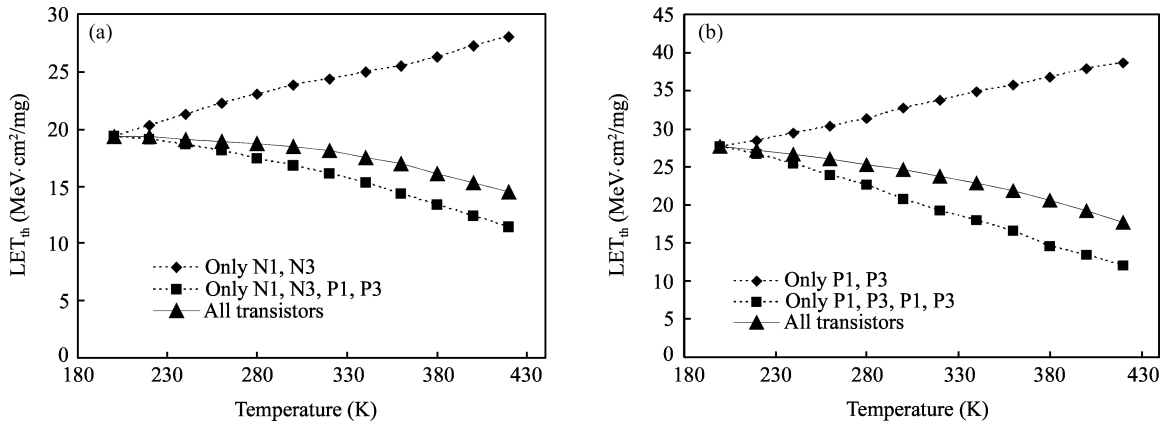 (a)
30
25
20
15
10
5
0
LET_th (MeV·cm²/mg)
Only N1, N3
Only N1, N3, P1, P3
All transistors
180 230 280 330 380 430
Temperature (K)
(b)
45
40
35
30
25
20
15
10
5
0
LET_th (MeV·cm²/mg)
Only P1, P3
Only P1, P3, P1, P3
All transistors
180 230 280 330 380 430
Temperature (K)